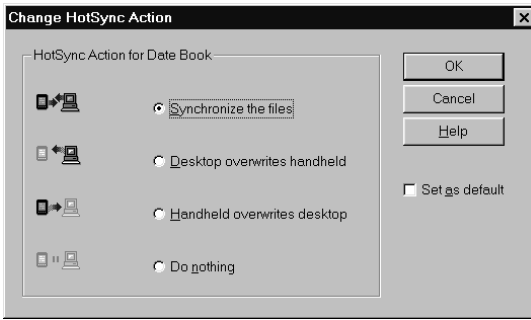 Change HotSync Action
HotSync Action for Date Book
Synchronize the files
Desktop overwrites handheld
Handheld overwrites desktop
Do nothing
OK
Cancel
Help
Set as default